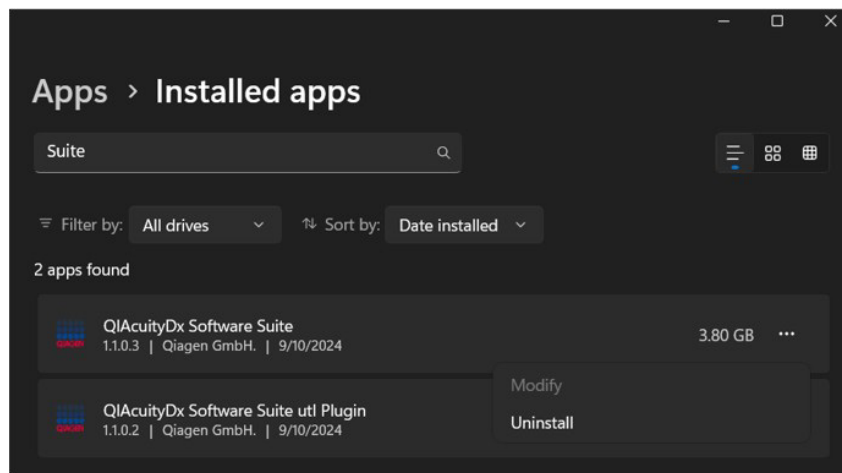 Apps > Installed apps
Suite
Filter by: All drives Sort by: Date installed
2 apps found
QIAcuityDx Software Suite
1.1.0.3 | Qiagen GmbH. | 9/10/2024
3.80 GB
Modify
Uninstall
QIAcuityDx Software Suite utl Plugin
1.1.0.2 | Qiagen GmbH. | 9/10/2024
QIAGEN
QIAGEN